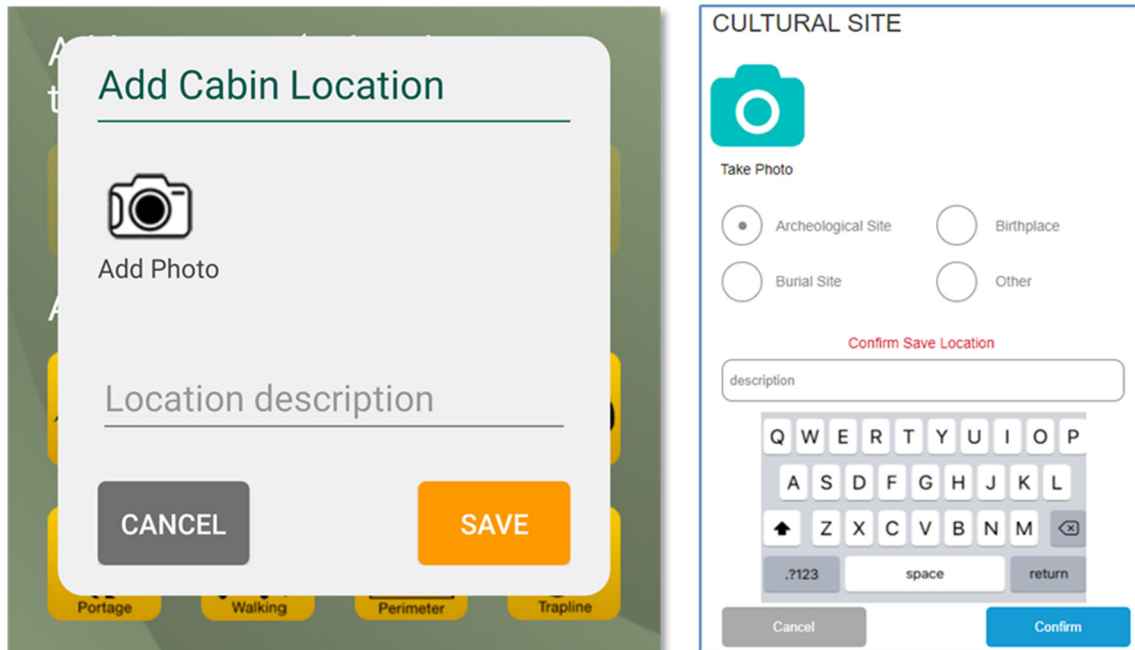 Add Cabin Location
Add Photo
Location description
CANCEL
SAVE
Portage
Walking
Perimeter
Trapline
CULTURAL SITE
Take Photo
Archeological Site
Birthplace
Burial Site
Other
Confirm Save Location
description
Q W E R T Y U I O P
A S D F G H J K L
Z X C V B N M
.?123 space return
Cancel
Confirm